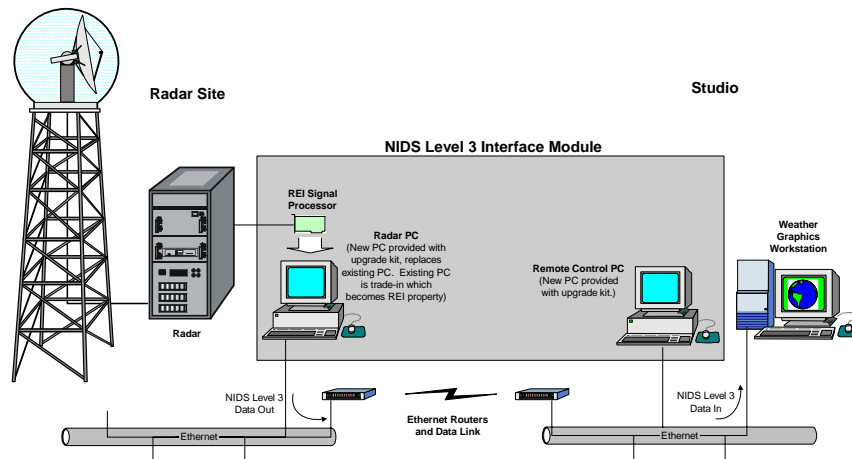 Radar Site
Studio
NIDS Level 3 Interface Module
REI Signal
Processor
Radar PC
(New PC provided with
upgrade kit, replaces
existing PC. Existing PC
is trade-in which
becomes REI property)
Remote Control PC
(New PC provided
with upgrade kit.)
Weather
Graphics
Workstation
Radar
NIDS Level 3
Data Out
Ethernet Routers
and Data Link
NIDS Level 3
Data In
Ethernet
Ethernet